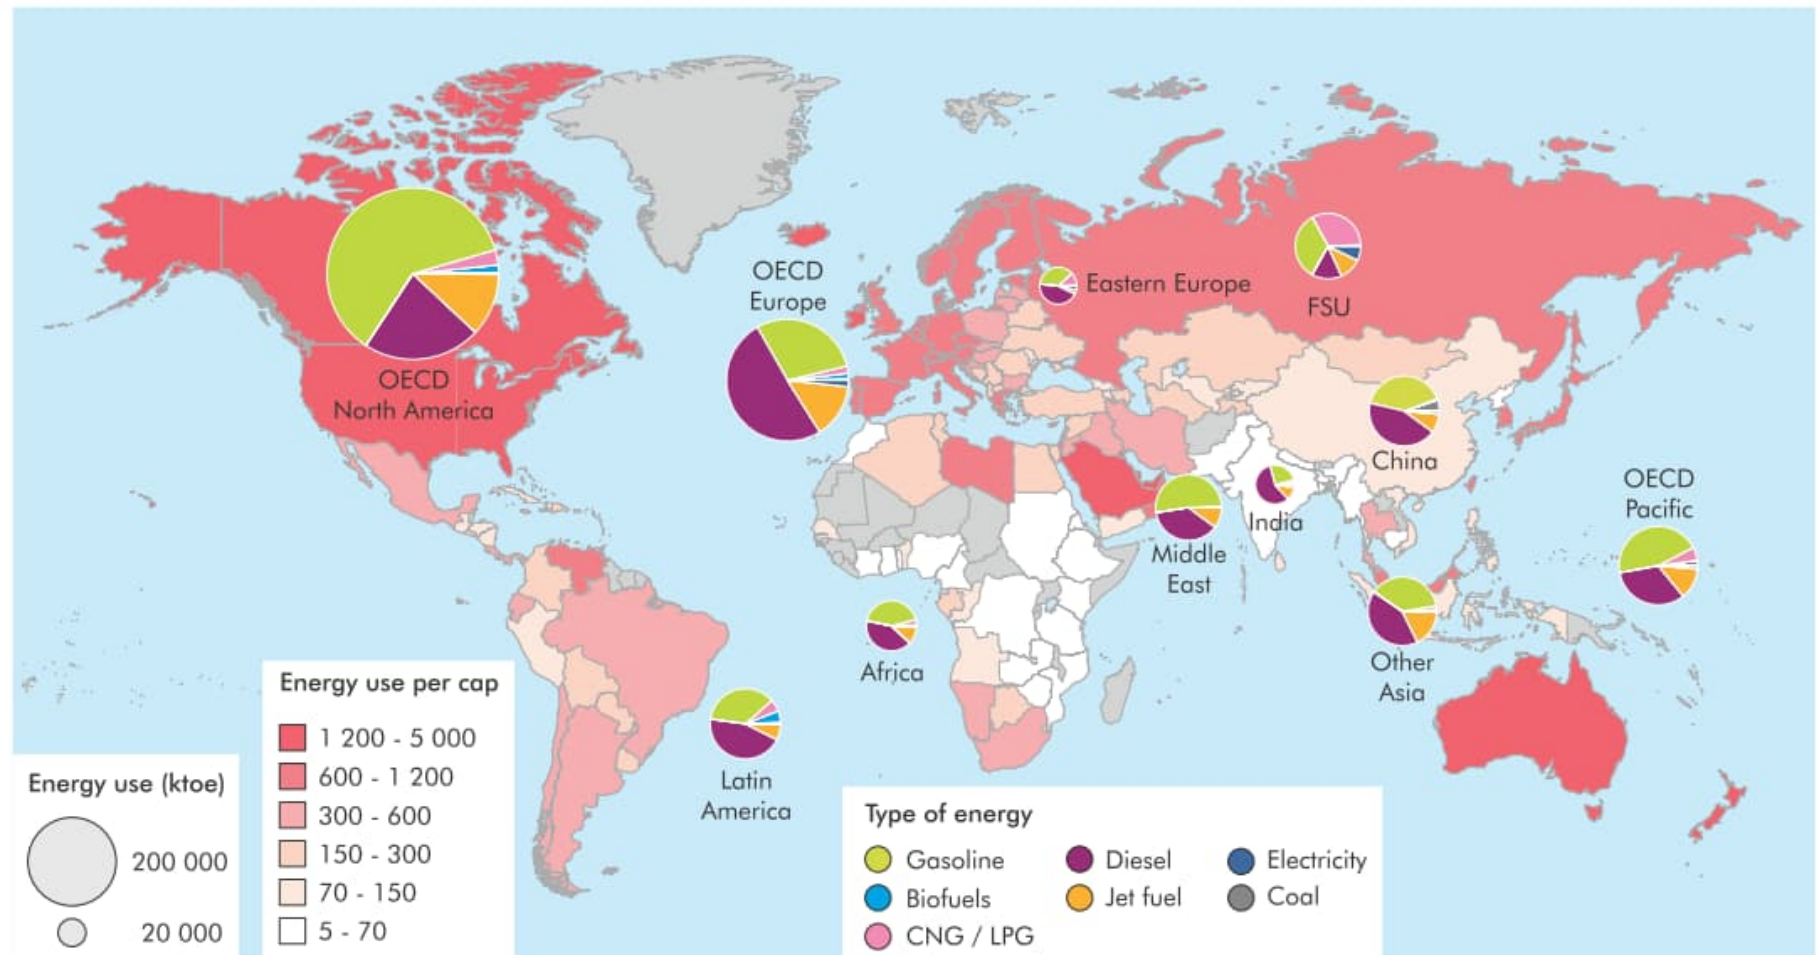 OECD
Europe
Eastern Europe
FSU
OECD
North America
China
OECD
Pacific
India
Middle
East
Africa
Other
Asia
Latin
America
Energy use (ktoe)
200 000
20 000
Energy use per cap
1 200 - 5 000
600 - 1 200
300 - 600
150 - 300
70 - 150
5 - 70
Type of energy
Gasoline
Diesel
Electricity
Biofuels
Jet fuel
Coal
CNG / LPG